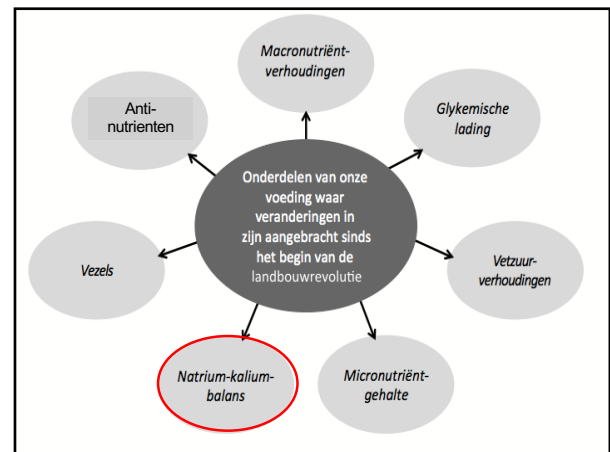 Macronutriënt-
verhoudingen
Anti-
nutrienten
Glykemische
lading
Onderdelen van onze
voeding waar
veranderingen in
zijn aangebracht sinds
het begin van de
landbouwrevolutie
Vezels
Vetzuur-
verhoudingen
Natrium-kalium-
balans
Micronutriënt-
gehalte